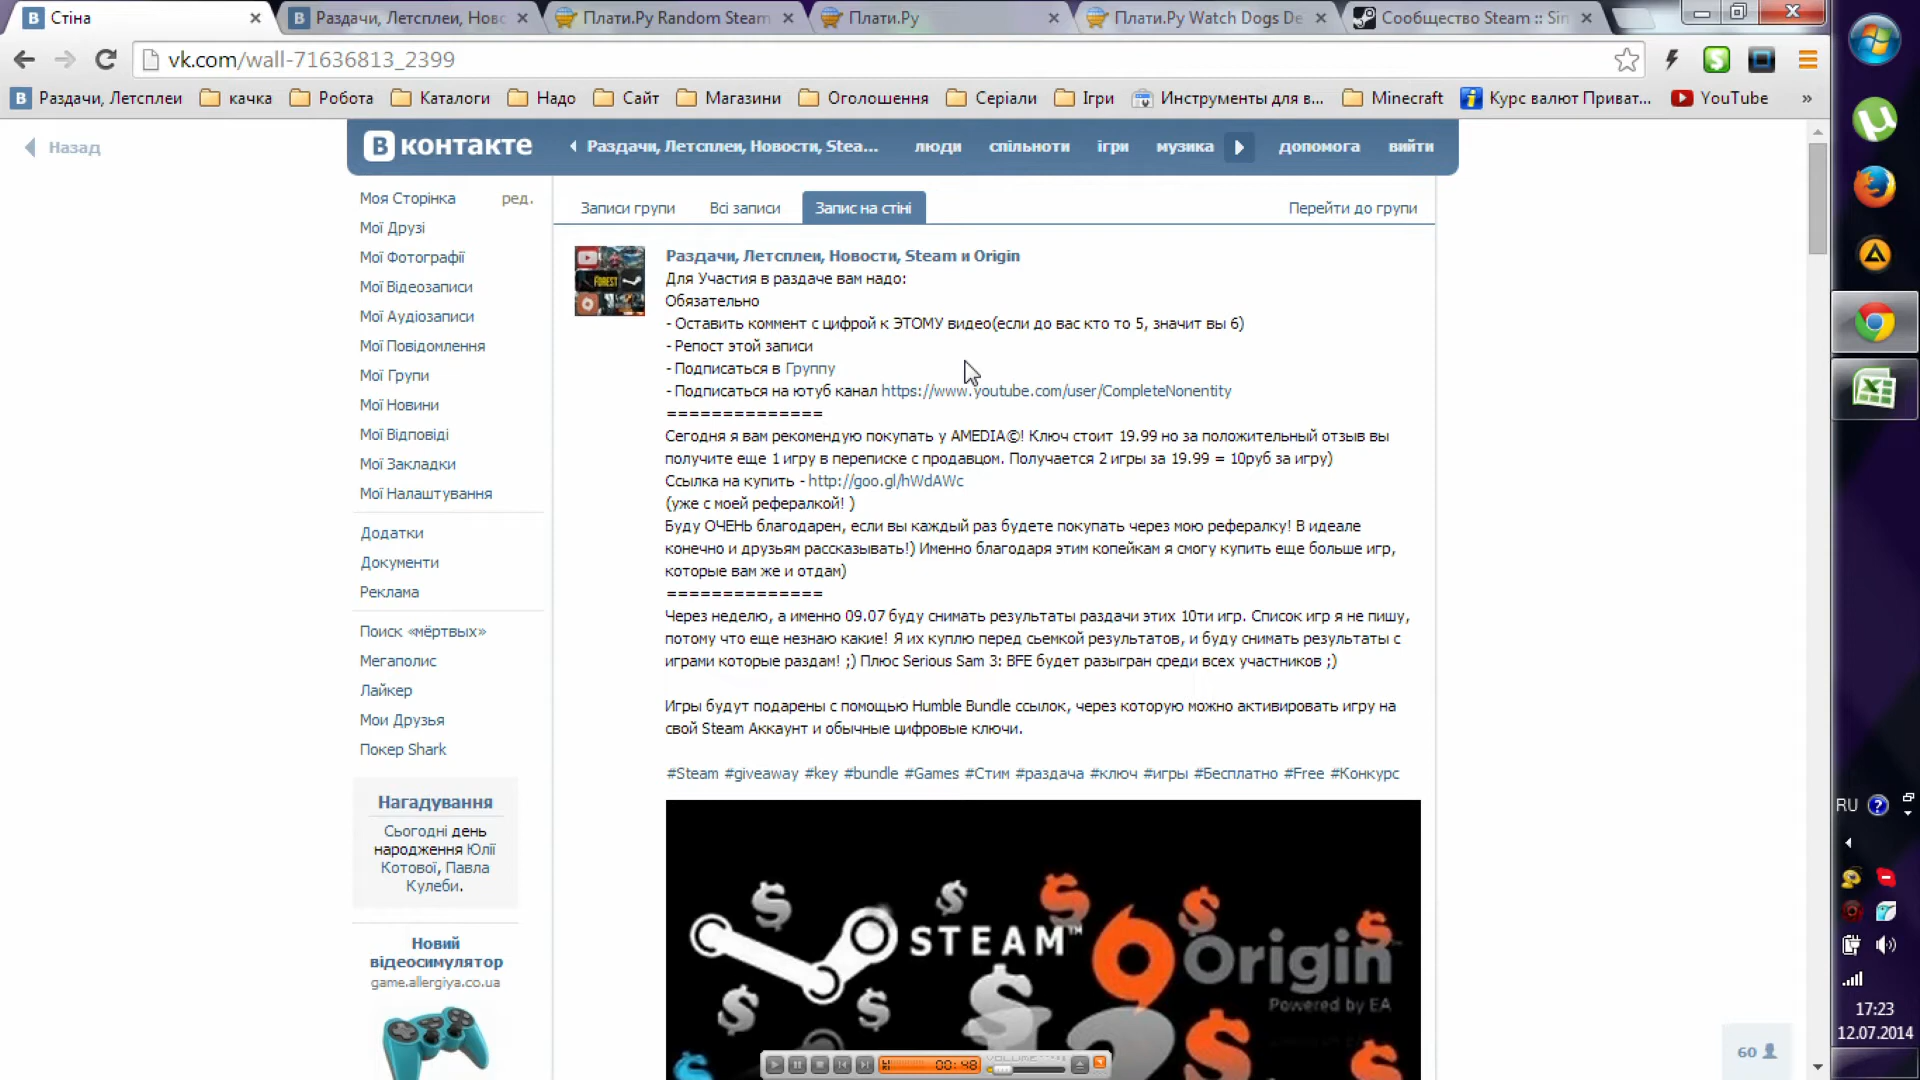 Стіна
Раздачи, Летсплеи, Новс
Плати.Ру Random Steam
Плати.Ру
Плати.Ру Watch Dogs De
Сообщество Steam :: Sin
vk.com/wall-71636813_2399
Раздачи, Летсплеи
качка
Робота
Каталоги
Надо
Сайт
Магазини
Оголошення
Серіали
Ігри
Инструменты для в...
Minecraft
Курс валют Приват...
YouTube
»
Назад
В контакте
Раздачи, Летсплеи, Новости, Stea...
люди
спільноти
ігри
музика
допомога
вийти
Моя Сторінка
ред.
Мої Друзі
Мої Фотографії
Мої Відеозаписи
Мої Аудіозаписи
Мої Повідомлення
Мої Групи
Мої Новини
Мої Відповіді
Мої Закладки
Мої Налаштування
Додатки
Документи
Реклама
Поиск «мёртвых»
Мегаполис
Лайкер
Мои Друзья
Покер Shark
Нагадування
Сьогодні день
народження Юлії
Котової, Павла
Кулеби.
Новий
відеосимулятор
game.allergiya.co.ua
Записи групи
Всі записи
Запис на стіні
Перейти до групи
Раздачи, Летсплеи, Новости, Steam и Origin
Для Участия в раздаче вам надо:
Обязательно
- Оставить коммент с цифрой к ЭТОМУ видео(если до вас кто то 5, значит вы 6)
- Репост этой записи
- Подписаться в Группу
- Подписаться на ютуб канал https://www.youtube.com/user/CompleteNonentity
==============
Сегодня я вам рекомендую покупать у AMEDIA©! Ключ стоит 19.99 но за положительный отзыв вы
получите еще 1 игру в переписке с продавцом. Получается 2 игры за 19.99 = 10руб за игру)
Ссылка на купить - http://goo.gl/hWdAWc
(уже с моей рефералкой! )
Буду ОЧЕНЬ благодарен, если вы каждый раз будете покупать через мою рефералку! В идеале
конечно и друзьям рассказывать!) Именно благодаря этим копейкам я смогу купить еще больше игр,
которые вам же и отдам)
==============
Через неделю, а именно 09.07 буду снимать результаты раздачи этих 10ти игр. Список игр я не пишу,
потому что еще незнаю какие! Я их куплю перед сьемкой результатов, и буду снимать результаты с
играми которые раздам! ;) Плюс Serious Sam 3: BFE будет разыгран среди всех участников ;)
Игры будут подарены с помощью Humble Bundle ссылок, через которую можно активировать игру на
свой Steam Аккаунт и обычные цифровые ключи.
#Steam #giveaway #key #bundle #Games #Стим #раздача #ключ #игры #Бесплатно #Free #Конкурс
STEAM™
Origin
Powered by EA
00:48
VOLUME
60
RU
17:23
12.07.2014